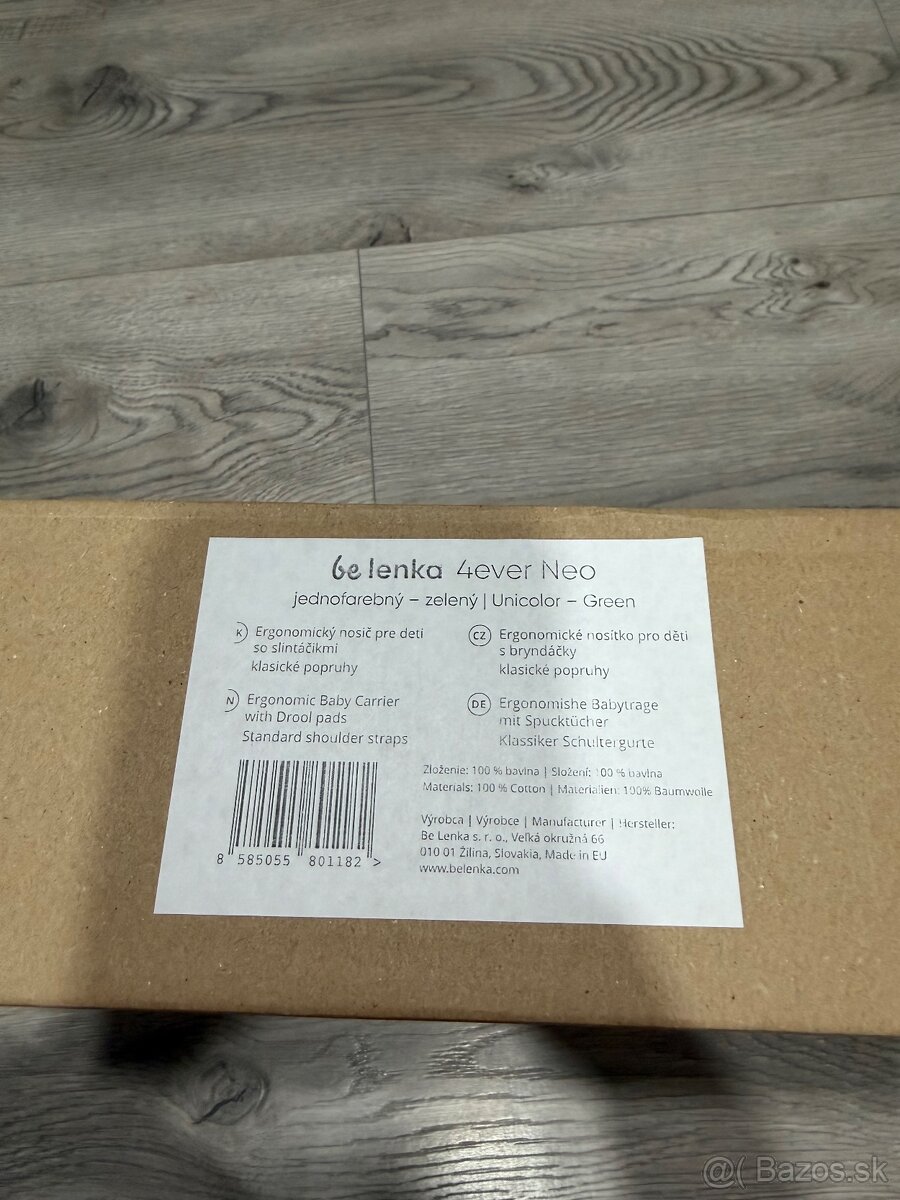 be lenka 4ever Neo
jednofarebný – zelený | Unicolor – Green
K Ergonomický nosič pre deti
so slintáčikmi
klasické popruhy
CZ Ergonomické nosítko pro děti
s bryndáčky
klasické popruhy
N Ergonomic Baby Carrier
with Drool pads
Standard shoulder straps
DE Ergonomishe Babytrage
mit Spucktücher
Klassiker Schultergurte
Zloženie: 100 % bavlna | Složení: 100 % bavlna
Materials: 100 % Cotton | Materialien: 100% Baumwolle
Výrobca | Výrobce | Manufacturer | Hersteller:
Be Lenka s. r. o., Veľká okružná 66
010 01 Žilina, Slovakia, Made in EU
www.belenka.com
8 585055 801182 >
@( Bazos.sk